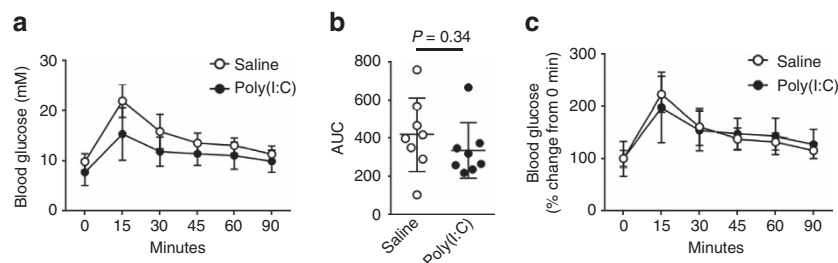 a
Blood glucose (mM)
30
20
10
0
Saline
Poly(I:C)
0 15 30 45 60 90
Minutes
b
P = 0.34
AUC
800
600
400
200
0
Saline
Poly(I:C)
c
Blood glucose
(% change from 0 min)
300
200
100
0
Saline
Poly(I:C)
0 15 30 45 60 90
Minutes